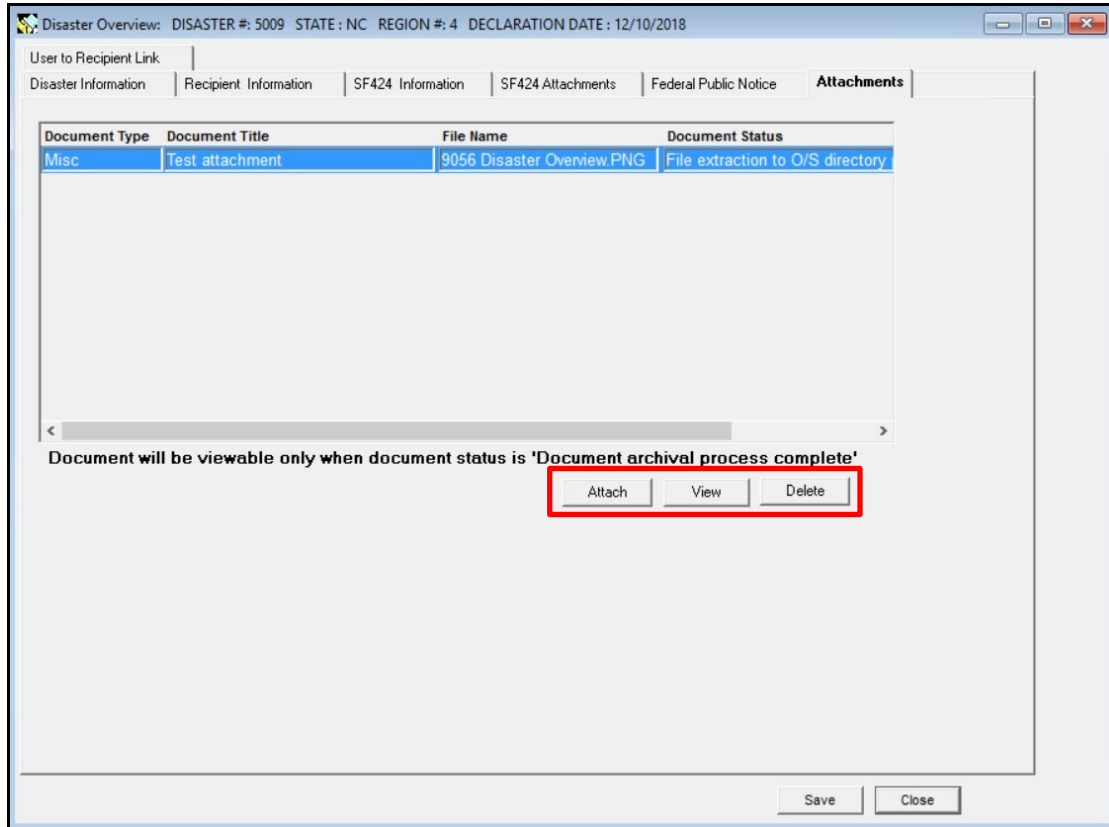 Disaster Overview: DISASTER #: 5009 STATE : NC REGION #: 4 DECLARATION DATE : 12/10/2018
User to Recipient Link
Disaster Information Recipient Information SF424 Information SF424 Attachments Federal Public Notice Attachments
Document Type Document Title File Name Document Status
Misc Test attachment 9056 Disaster Overview.PNG File extraction to O/S directory
Document will be viewable only when document status is 'Document archival process complete'
Attach View Delete
Save Close